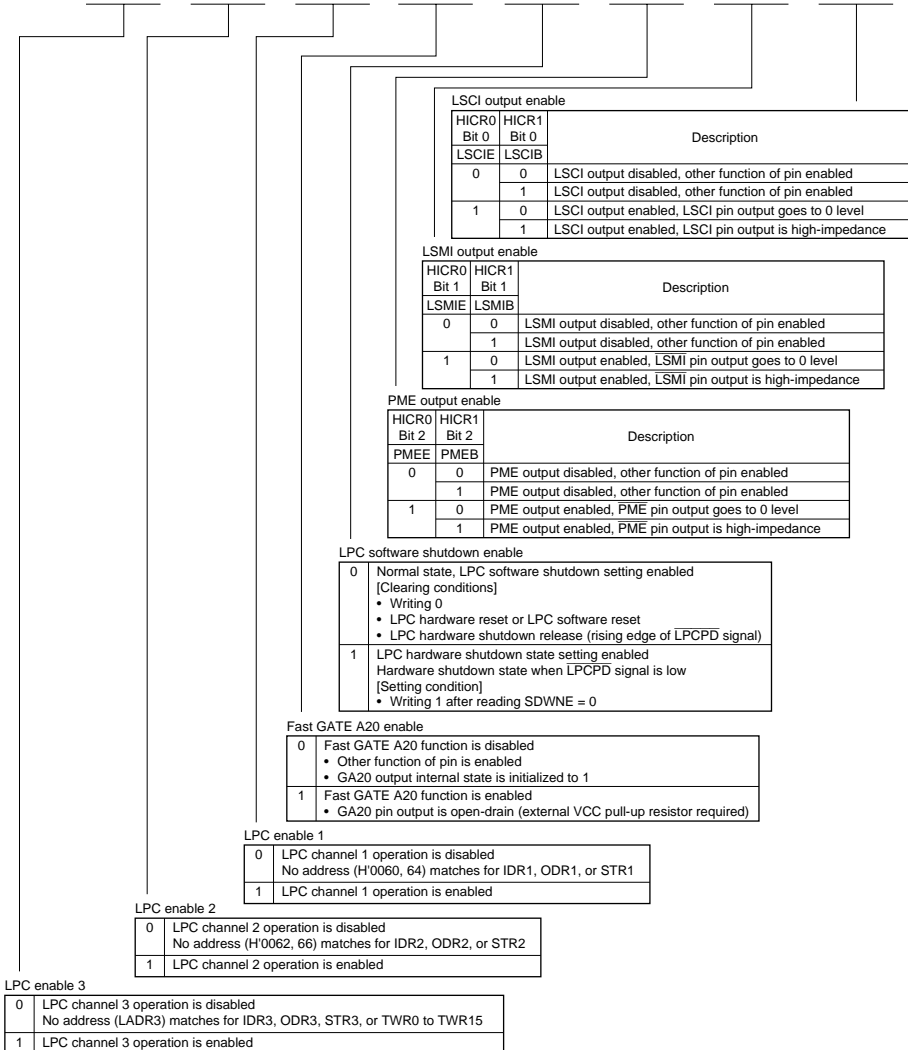 LSCI output enable
HICR0 HICR1 Description
Bit 0 Bit 0
LSCIE LSCIB
0 0 LSCI output disabled, other function of pin enabled
1 LSCI output disabled, other function of pin enabled
1 0 LSCI output enabled, LSCI pin output goes to 0 level
1 LSCI output enabled, LSCI pin output is high-impedance
LSMI output enable
HICR0 HICR1 Description
Bit 1 Bit 1
LSMIE LSMIB
0 0 LSMI output disabled, other function of pin enabled
1 LSMI output disabled, other function of pin enabled
1 0 LSMI output enabled, LSMI pin output goes to 0 level
1 LSMI output enabled, LSMI pin output is high-impedance
PME output enable
HICR0 HICR1 Description
Bit 2 Bit 2
PMEE PMEB
0 0 PME output disabled, other function of pin enabled
1 PME output disabled, other function of pin enabled
1 0 PME output enabled, PME pin output goes to 0 level
1 PME output enabled, PME pin output is high-impedance
LPC software shutdown enable
0 Normal state, LPC software shutdown setting enabled
[Clearing conditions]
• Writing 0
• LPC hardware reset or LPC software reset
• LPC hardware shutdown release (rising edge of LPCPD signal)
1 LPC hardware shutdown state setting enabled
Hardware shutdown state when LPCPD signal is low
[Setting condition]
• Writing 1 after reading SDWNE = 0
Fast GATE A20 enable
0 Fast GATE A20 function is disabled
• Other function of pin is enabled
• GA20 output internal state is initialized to 1
1 Fast GATE A20 function is enabled
• GA20 pin output is open-drain (external VCC pull-up resistor required)
LPC enable 1
0 LPC channel 1 operation is disabled
No address (H'0060, 64) matches for IDR1, ODR1, or STR1
1 LPC channel 1 operation is enabled
LPC enable 2
0 LPC channel 2 operation is disabled
No address (H'0062, 66) matches for IDR2, ODR2, or STR2
1 LPC channel 2 operation is enabled
LPC enable 3
0 LPC channel 3 operation is disabled
No address (LADR3) matches for IDR3, ODR3, STR3, or TWR0 to TWR15
1 LPC channel 3 operation is enabled